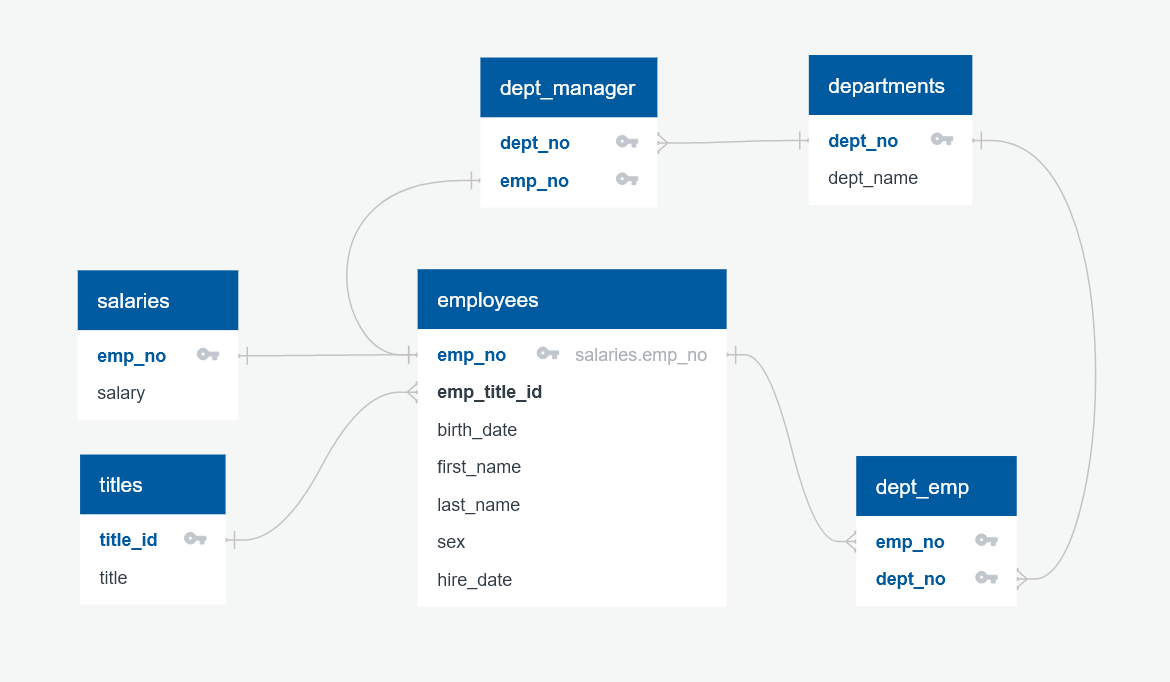 dept_manager
dept_no
emp_no
departments
dept_no
dept_name
salaries
emp_no
salary
employees
emp_no salaries.emp_no
emp_title_id
birth_date
first_name
last_name
sex
hire_date
titles
title_id
title
dept_emp
emp_no
dept_no